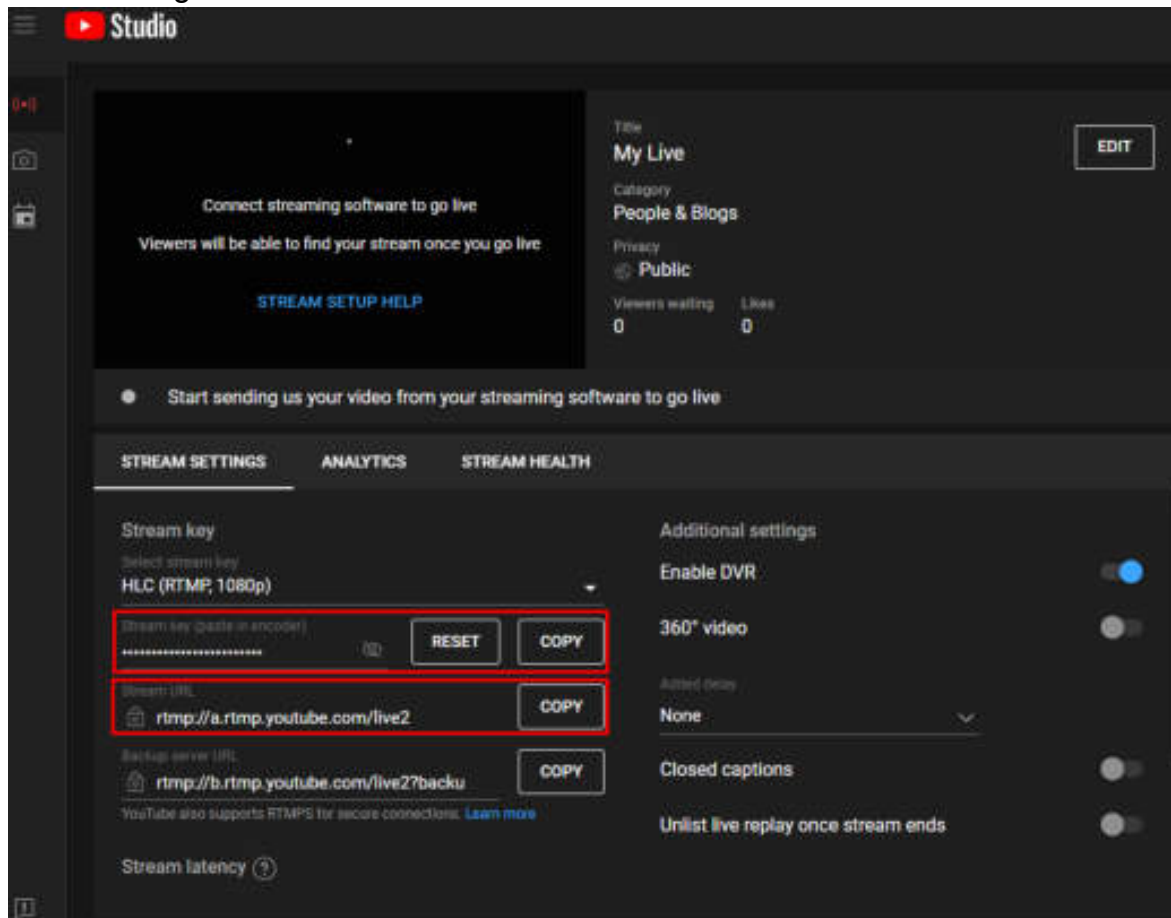 Studio
Title
My Live
EDIT
Category
People & Blogs
Privacy
Public
Viewers waiting Likes
0 0
Connect streaming software to go live
Viewers will be able to find your stream once you go live
STREAM SETUP HELP
Start sending us your video from your streaming software to go live
STREAM SETTINGS ANALYTICS STREAM HEALTH
Stream key
Select stream key
HLC (RTMP, 1080p)
Stream key (paste in encoder)
•••••••••••••••••••••••• RESET COPY
Stream URL
rtmp://a.rtmp.youtube.com/live2 COPY
Backup server URL
rtmp://b.rtmp.youtube.com/live2?backu COPY
YouTube also supports RTMPS for secure connections. Learn more
Stream latency ?
Additional settings
Enable DVR
360° video
Added delay
None
Closed captions
Unlist live replay once stream ends